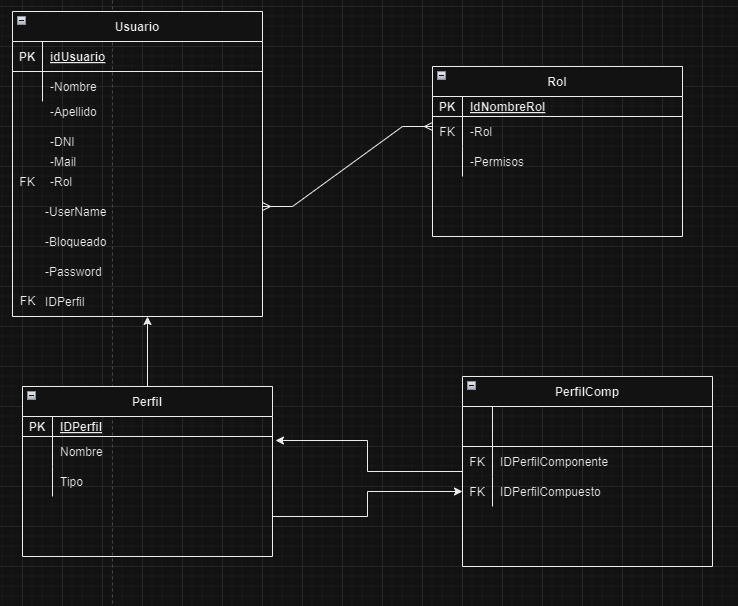 Usuario
PK idUsuario
-Nombre
-Apellido
-DNI
-Mail
FK -Rol
-UserName
-Bloqueado
-Password
FK IDPerfil
Rol
PK IdNombreRol
FK -Rol
-Permisos
Perfil
PK IDPerfil
Nombre
Tipo
PerfilComp
FK IDPerfilComponente
FK IDPerfilCompuesto